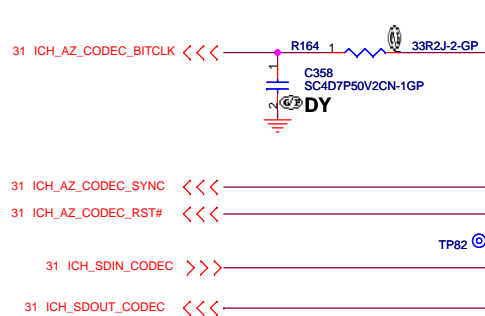 R164 1 33R2J-2-GP
31 ICH_AZ_CODEC_BITCLK
1
C358
SC4D7P50V2CN-1GP
2 G/P DY
31 ICH_AZ_CODEC_SYNC
31 ICH_AZ_CODEC_RST#
TP82
31 ICH_SDIN_CODEC
31 ICH_SDOUT_CODEC